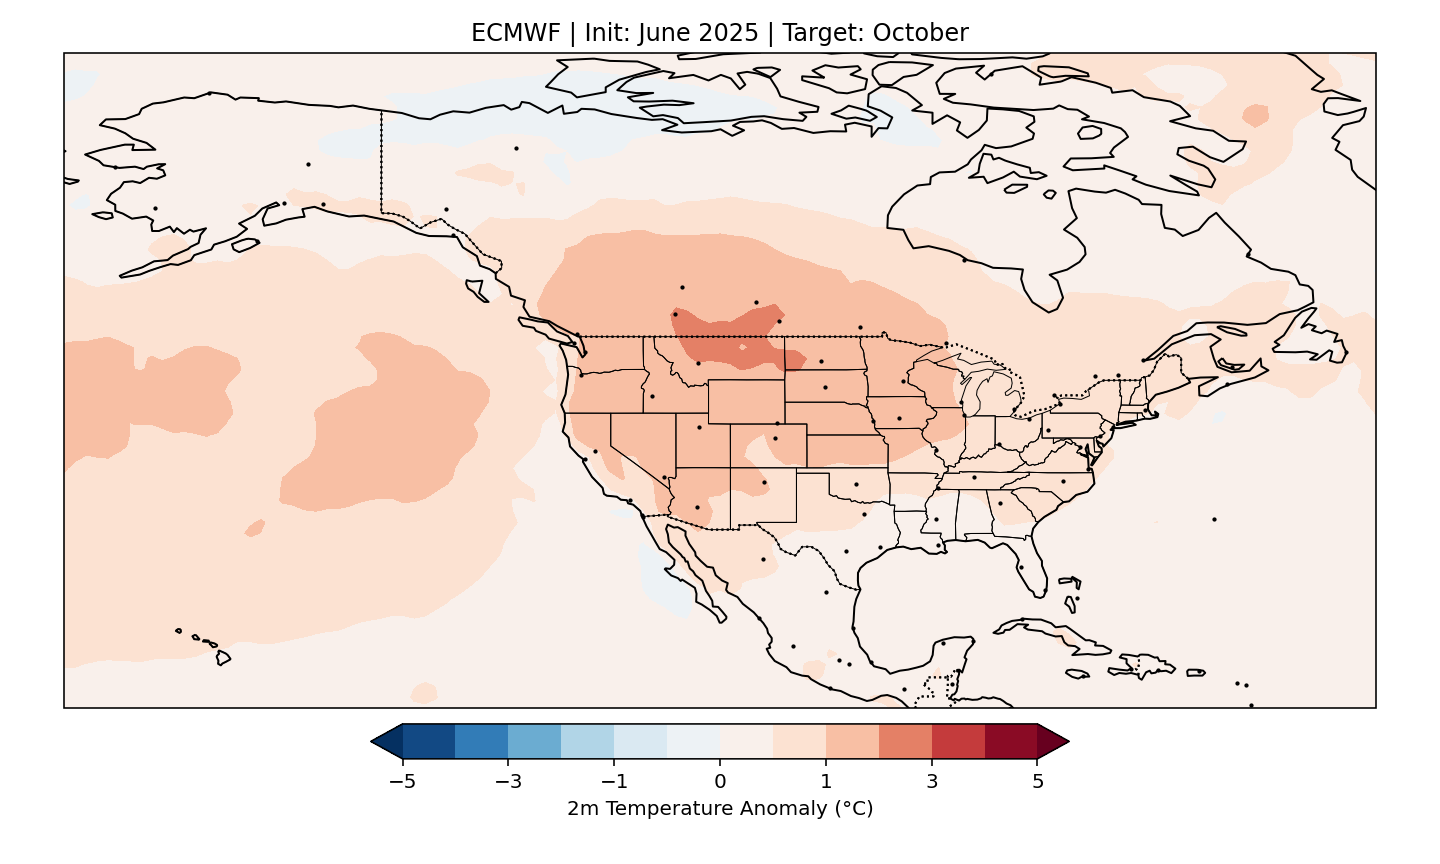 ECMWF | Init: June 2025 | Target: October
−5 −3 −1 0 1 3 5
2m Temperature Anomaly (°C)